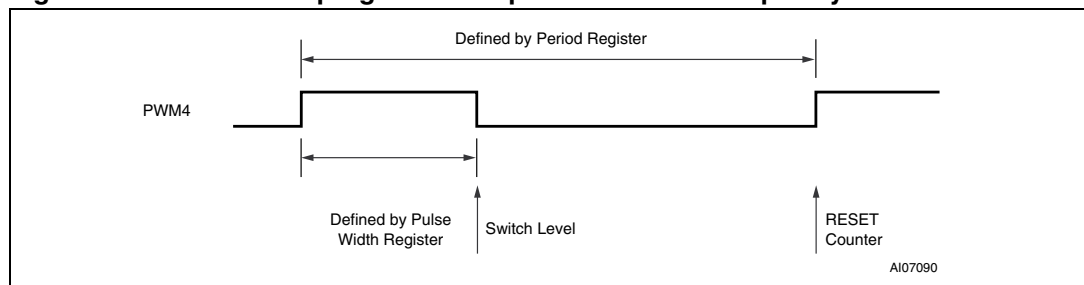 Defined by Period Register
PWM4
Defined by Pulse
Width Register
Switch Level
RESET
Counter
AI07090